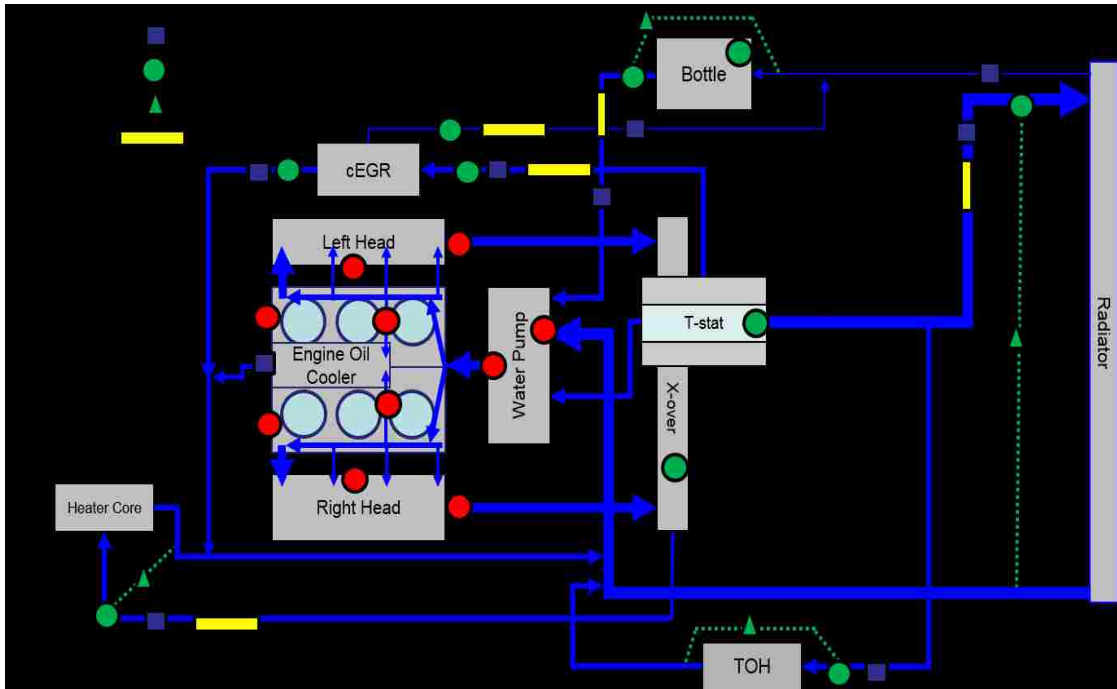 Bottle
cEGR
Left Head
Radiator
T-stat
Engine Oil
Cooler
Water Pump
X-over
Heater Core
Right Head
TOH